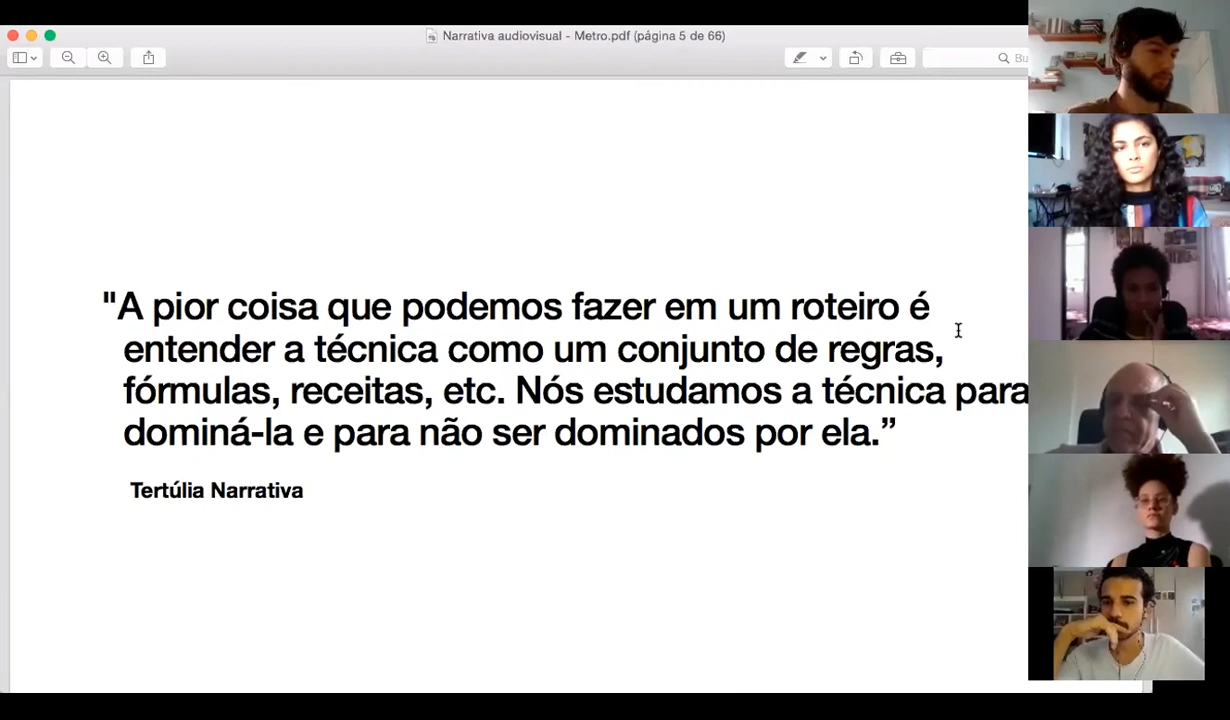 Narrativa audiovisual - Metro.pdf (página 5 de 66)
Bu
"A pior coisa que podemos fazer em um roteiro é
entender a técnica como um conjunto de regras,
fórmulas, receitas, etc. Nós estudamos a técnica para
dominá-la e para não ser dominados por ela.”
Tertúlia Narrativa